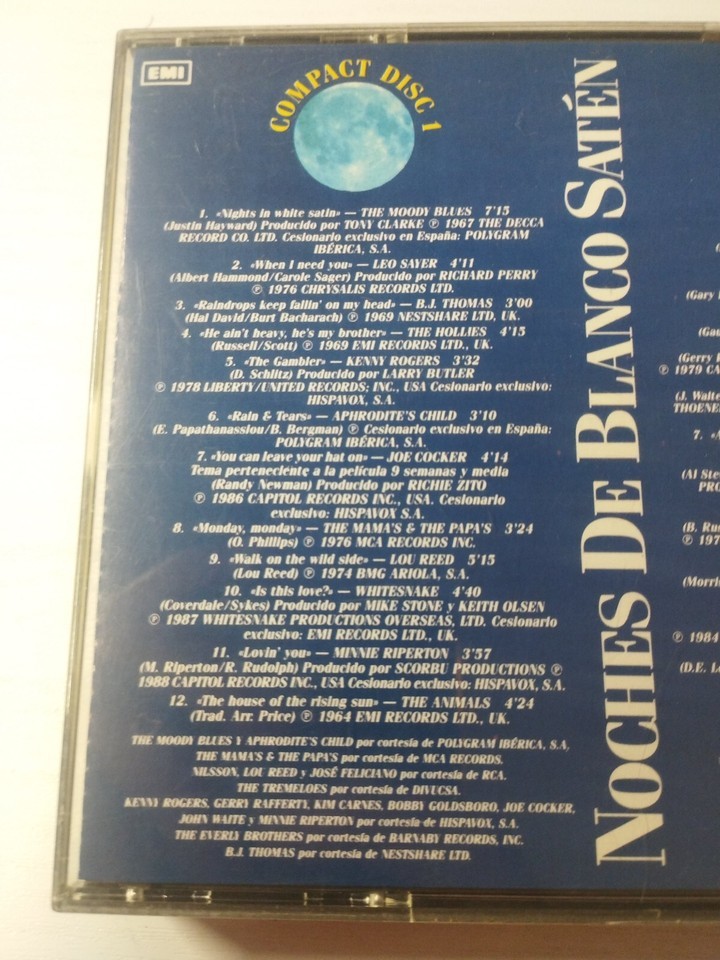 EMI
COMPACT DISC 1
1. «Nights in white satin» — THE MOODY BLUES 7'15
(Justin Hayward) Producido por TONY CLARKE ℗ 1967 THE DECCA
RECORD CO. LTD. Cesionario exclusivo en España: POLYGRAM
IBÉRICA, S.A.
2. «When I need you» — LEO SAYER 4'11
(Albert Hammond/Carole Sager) Producido por RICHARD PERRY
℗ 1976 CHRYSALIS RECORDS LTD.
3. «Raindrops keep fallin' on my head» — B.J. THOMAS 3'00
(Hal David/Burt Bacharach) ℗ 1969 NESTSHARE LTD, UK.
4. «He ain't heavy, he's my brother» — THE HOLLIES 4'15
(Russell/Scott) ℗ 1969 EMI RECORDS LTD., UK.
5. «The Gambler» — KENNY ROGERS 3'32
(D. Schlitz) Producido por LARRY BUTLER
℗ 1978 LIBERTY/UNITED RECORDS; INC., USA Cesionario exclusivo:
HISPAVOX, S.A.
6. «Rain & Tears» — APHRODITE'S CHILD 3'10
(E. Papathanassiou/B. Bergman) ℗ Cesionario exclusivo en España:
POLYGRAM IBÉRICA, S.A.
7. «You can leave your hat on» — JOE COCKER 4'14
Tema perteneciente a la película 9 semanas y media
(Randy Newman) Producido por RICHIE ZITO
℗ 1986 CAPITOL RECORDS INC., USA. Cesionario
exclusivo: HISPAVOX S.A.
8. «Monday, monday» — THE MAMA'S & THE PAPA'S 3'24
(O. Phillips) ℗ 1976 MCA RECORDS INC.
9. «Walk on the wild side» — LOU REED 5'15
(Lou Reed) ℗ 1974 BMG ARIOLA, S.A.
10. «Is this love?» — WHITESNAKE 4'40
(Coverdale/Sykes) Producido por MIKE STONE y KEITH OLSEN
℗ 1987 WHITESNAKE PRODUCTIONS OVERSEAS, LTD. Cesionario
exclusivo: EMI RECORDS LTD., UK.
11. «Lovin' you» — MINNIE RIPERTON 3'57
(M. Riperton/R. Rudolph) Producido por SCORBU PRODUCTIONS ℗
1988 CAPITOL RECORDS INC., USA Cesionario exclusivo: HISPAVOX, S.A.
12. «The house of the rising sun» — THE ANIMALS 4'24
(Trad. Arr. Price) ℗ 1964 EMI RECORDS LTD., UK.
THE MOODY BLUES Y APHRODITE'S CHILD por cortesía de POLYGRAM IBÉRICA, S.A,
THE MAMA'S & THE PAPA'S por cortesía de MCA RECORDS.
NILSSON, LOU REED y JOSÉ FELICIANO por cortesía de RCA.
THE TREMELOES por cortesía de DIVUCSA.
KENNY ROGERS, GERRY RAFFERTY, KIM CARNES, BOBBY GOLDSBORO, JOE COCKER,
JOHN WAITE y MINNIE RIPERTON por cortesía de HISPAVOX, S.A.
THE EVERLY BROTHERS por cortesía de BARNABY RECORDS, INC.
B.J. THOMAS por cortesía de NESTSHARE LTD.
NOCHES DE BLANCO SATÉN
(Gary
(Gerry
℗ 1979
THOENE
7.
(Al
(B.
℗ 197
℗ 1984
(D.E.